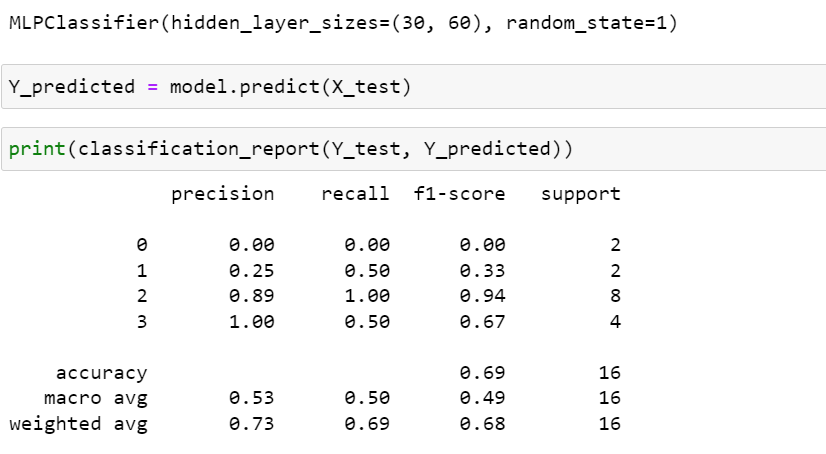 MLPClassifier(hidden_layer_sizes=(30, 60), random_state=1)
Y_predicted = model.predict(X_test)
print(classification_report(Y_test, Y_predicted))
precision recall f1-score support
0 0.00 0.00 0.00 2
1 0.25 0.50 0.33 2
2 0.89 1.00 0.94 8
3 1.00 0.50 0.67 4
accuracy 0.69 16
macro avg 0.53 0.50 0.49 16
weighted avg 0.73 0.69 0.68 16